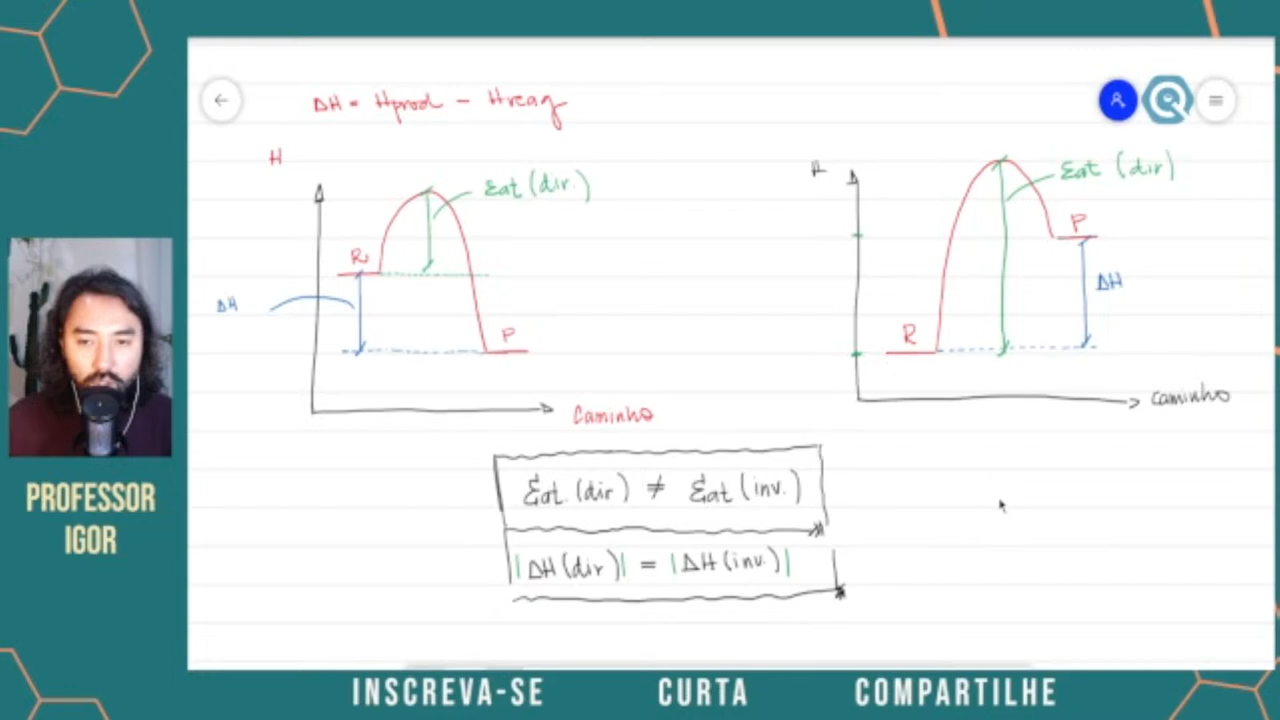 ΔH = Hprod - Hreag
H
Eat (dir.)
R
ΔH
P
Caminho
H
Eat (dir)
P
ΔH
R
Caminho
Eat. (dir) ≠ Eat (inv.)
|ΔH (dir)| = |ΔH (inv.)|
PROFESSOR
IGOR
INSCREVA-SE CURTA COMPARTILHE